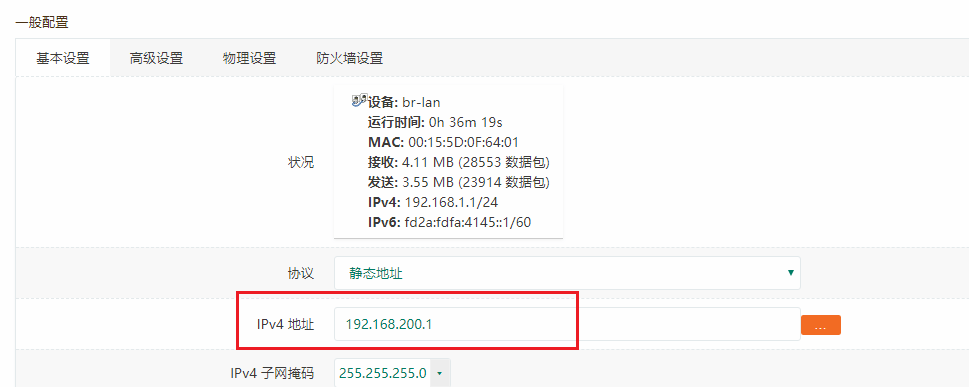 一般配置
基本设置 高级设置 物理设置 防火墙设置
状况
设备: br-lan
运行时间: 0h 36m 19s
MAC: 00:15:5D:0F:64:01
接收: 4.11 MB (28553 数据包)
发送: 3.55 MB (23914 数据包)
IPv4: 192.168.1.1/24
IPv6: fd2a:fdfa:4145::1/60
协议 静态地址
IPv4 地址 192.168.200.1 ...
IPv4 子网掩码 255.255.255.0